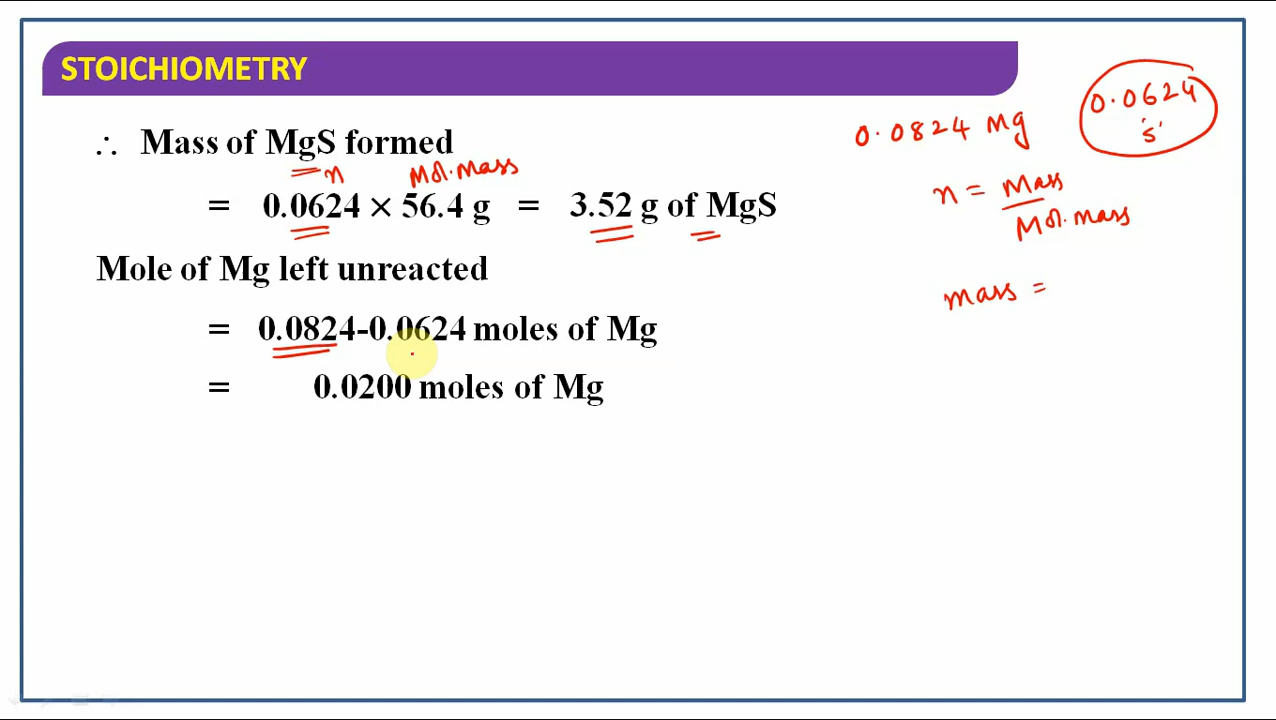 STOICHIOMETRY
∴ Mass of MgS formed
n Mol. Mass
= 0.0624 × 56.4 g = 3.52 g of MgS
Mole of Mg left unreacted
= 0.0824-0.0624 moles of Mg
= 0.0200 moles of Mg
0.0824 Mg
0.0624
'S'
n = Mass
Mol. mass
mass =